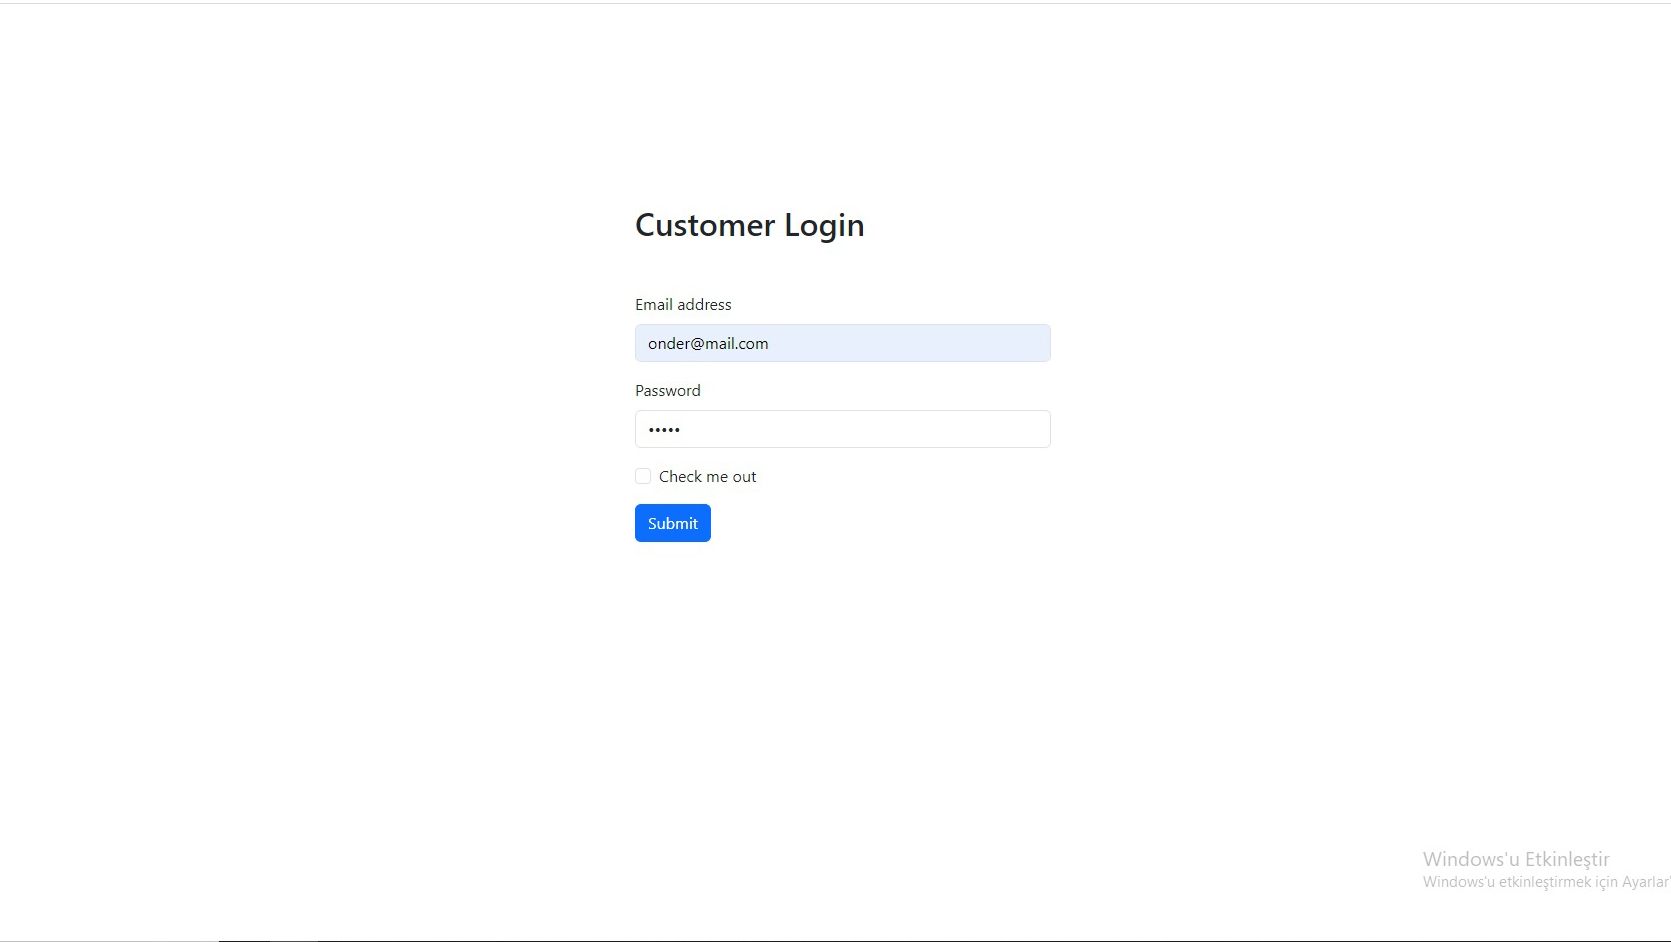 Customer Login
Email address
onder@mail.com
Password
•••••
Check me out
Submit
Windows'u Etkinleştir
Windows'u etkinleştirmek için Ayarlar'